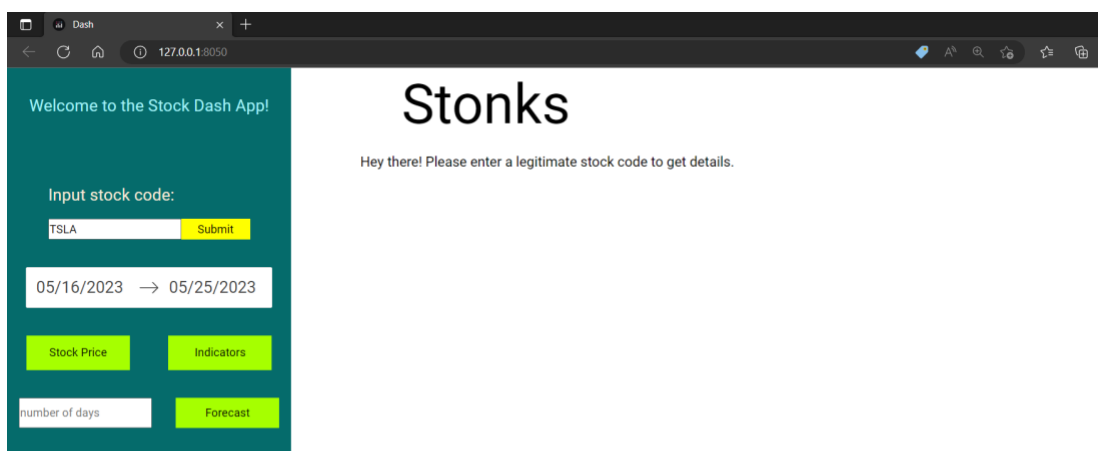 Dash
127.0.0.1:8050
Welcome to the Stock Dash App!
Input stock code:
TSLA
Submit
05/16/2023 → 05/25/2023
Stock Price
Indicators
number of days
Forecast
Stonks
Hey there! Please enter a legitimate stock code to get details.